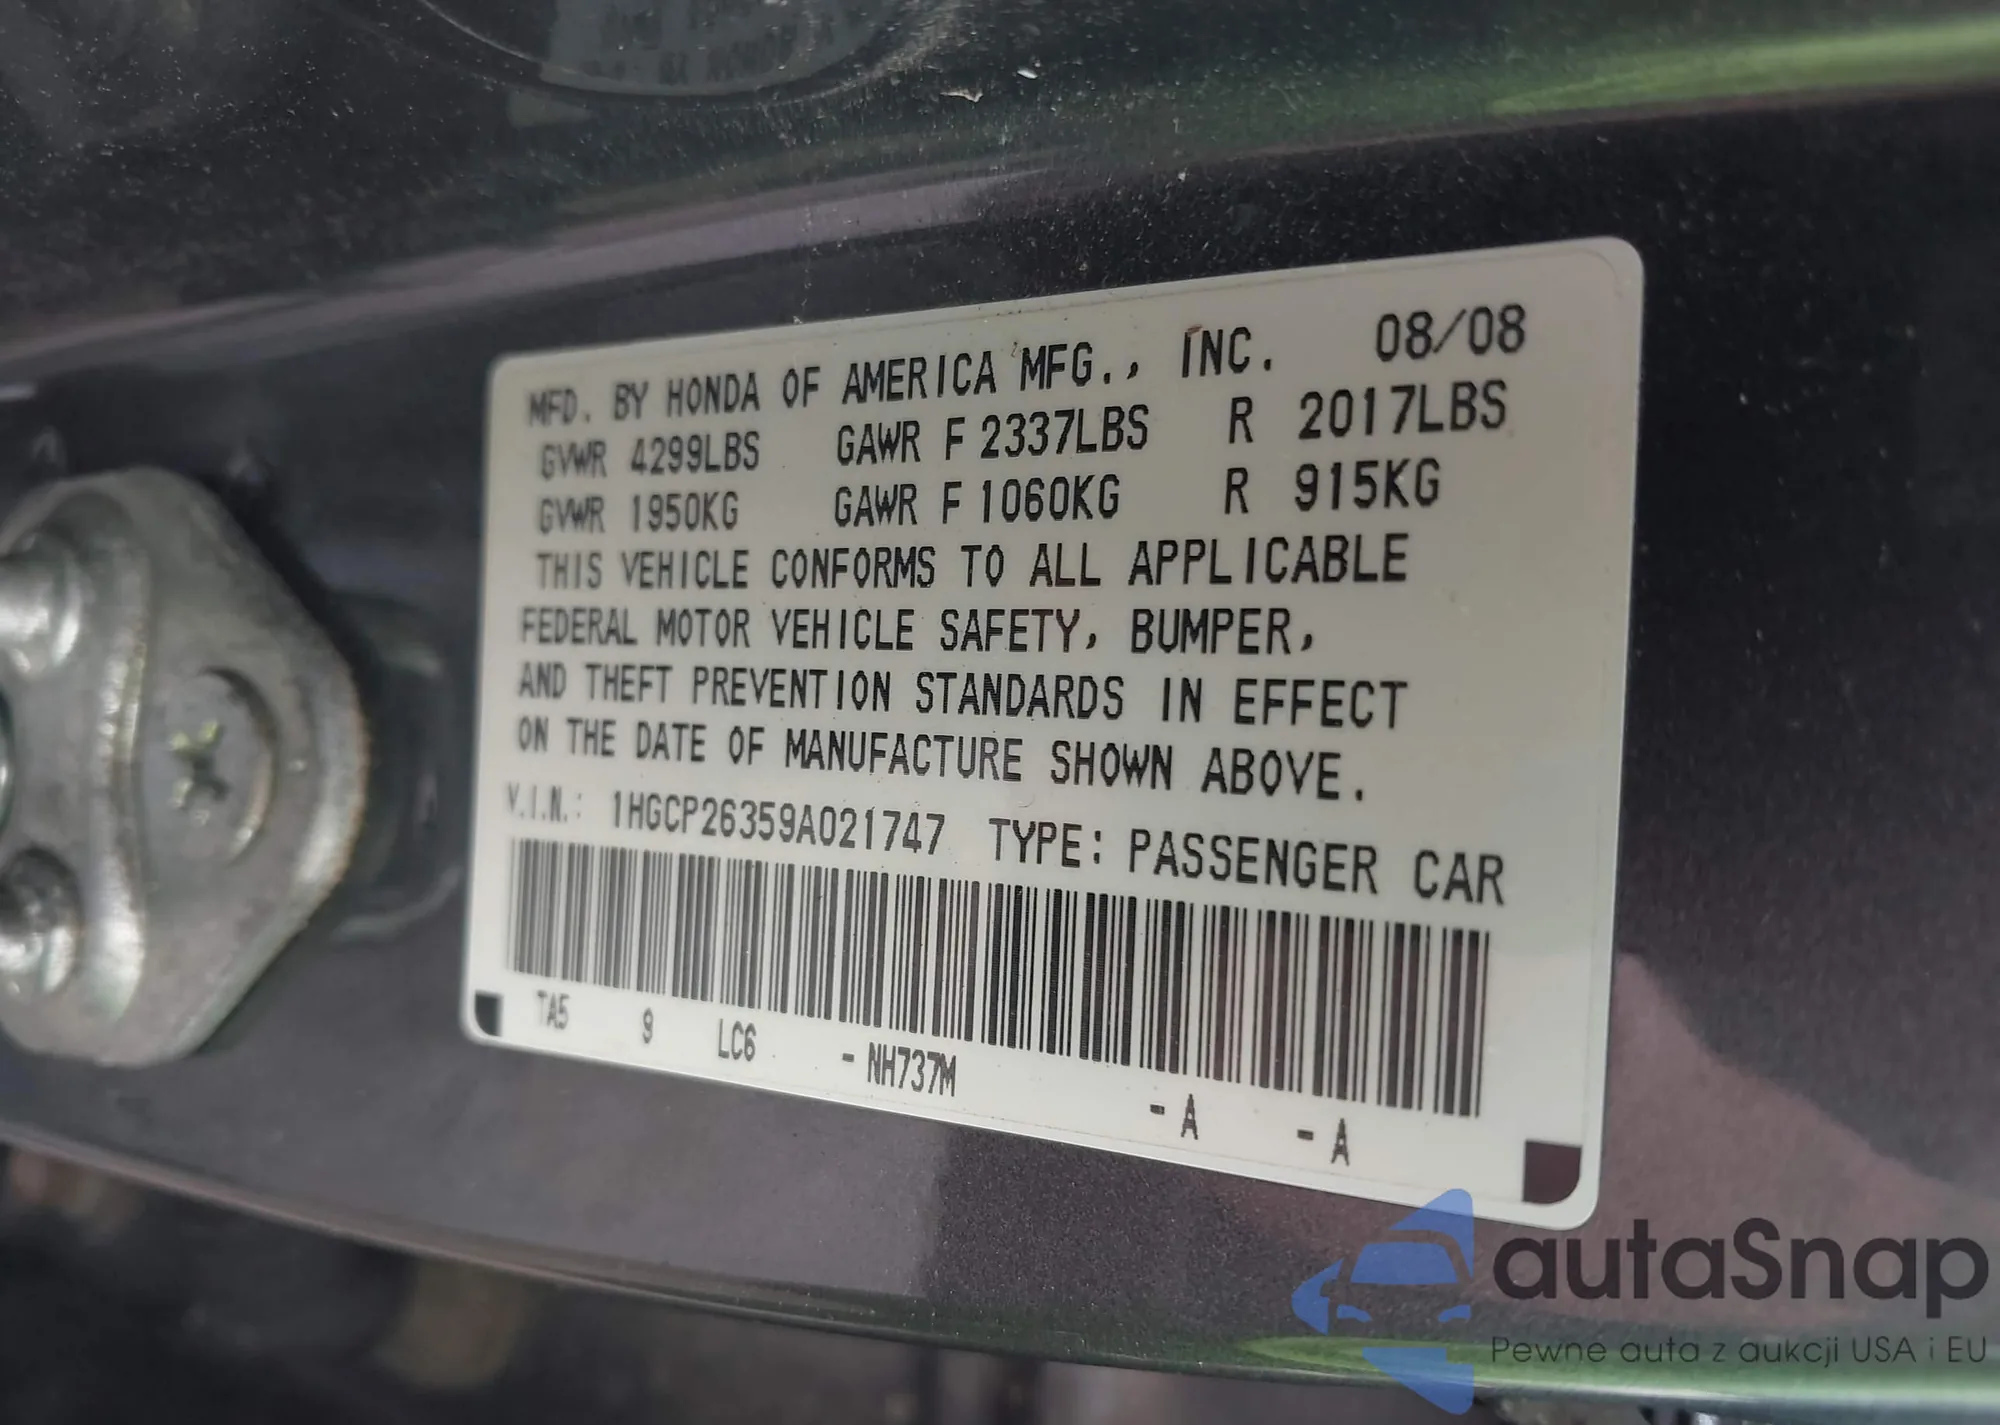 MFD. BY HONDA OF AMERICA MFG., INC. 08/08
GVWR 4299LBS GAWR F 2337LBS R 2017LBS
GVWR 1950KG GAWR F 1060KG R 915KG
THIS VEHICLE CONFORMS TO ALL APPLICABLE
FEDERAL MOTOR VEHICLE SAFETY, BUMPER,
AND THEFT PREVENTION STANDARDS IN EFFECT
ON THE DATE OF MANUFACTURE SHOWN ABOVE.
V.I.N.: 1HGCP26359A021747 TYPE: PASSENGER CAR
TA5 9 LC6 - NH737M - A - A
autaSnap
Pewne auta z aukcji USA i EU